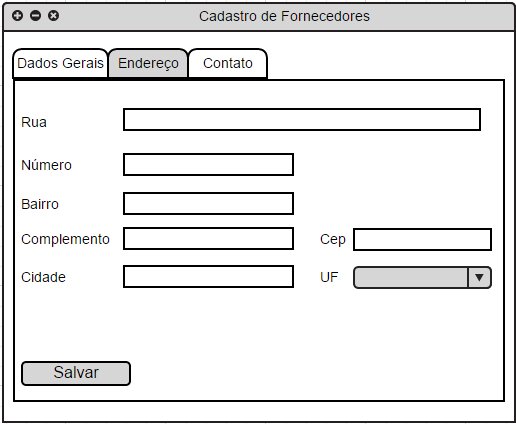 Cadastro de Fornecedores
Dados Gerais Endereço Contato
Rua
Número
Bairro
Complemento Cep
Cidade UF
Salvar